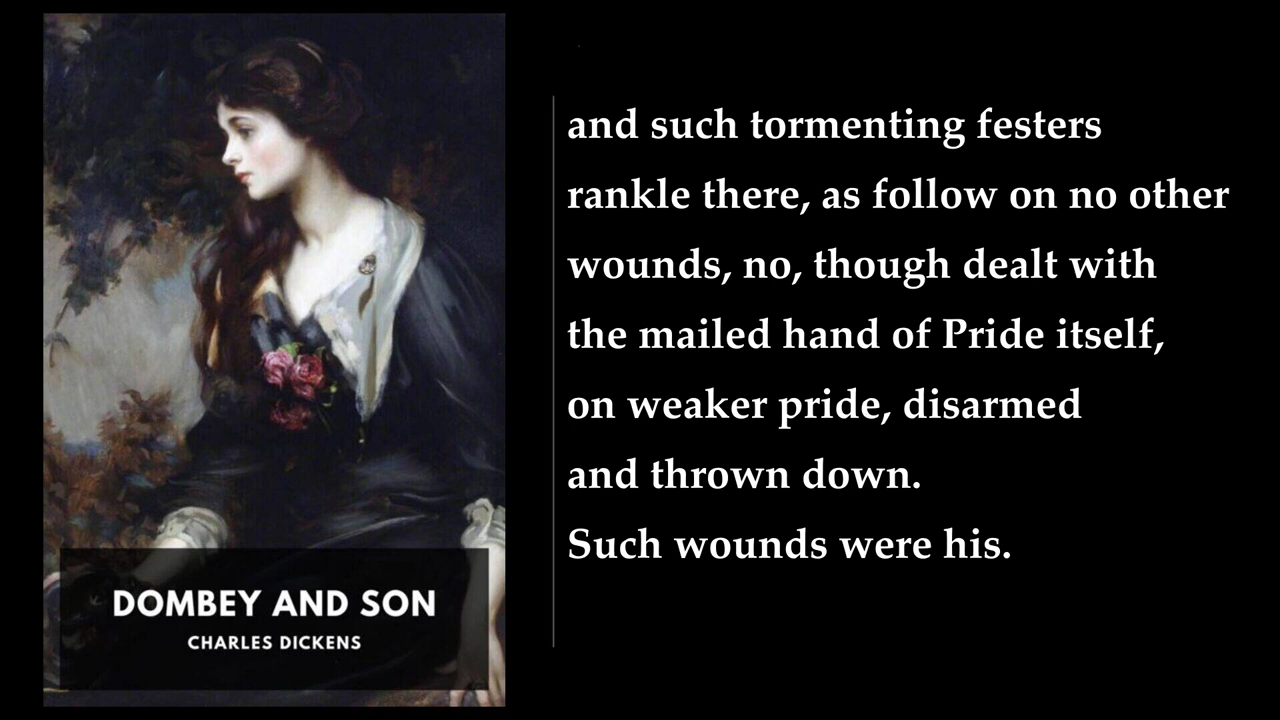 DOMBEY AND SON
CHARLES DICKENS
and such tormenting festers
rankle there, as follow on no other
wounds, no, though dealt with
the mailed hand of Pride itself,
on weaker pride, disarmed
and thrown down.
Such wounds were his.